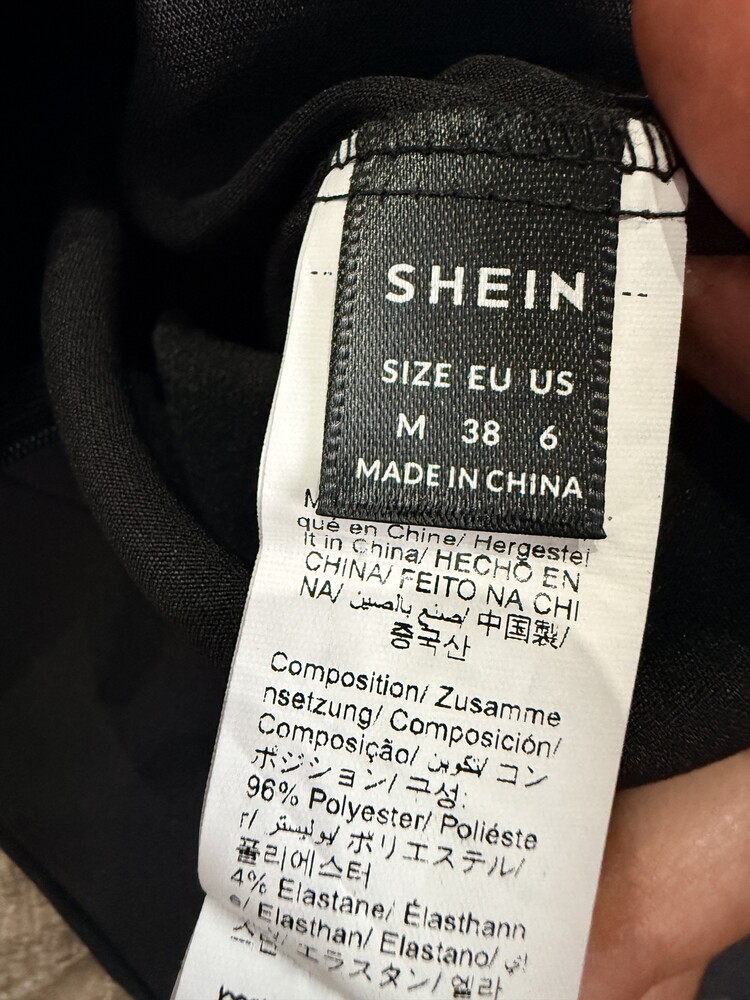 SHEIN
SIZE EU US
M 38 6
MADE IN CHINA
qué en Chine/ Hergestel
lt in China/ HECHO EN
CHINA/ FEITO NA CHI
NA/ صنع بالصين/ 中国製/
중국산
Composition/ Zusamme
nsetzung/ Composición/
Composição/ تكوين/ コン
ポジション/ 구성:
96% Polyester/ Poliéste
r/ بوليستر/ ポリエステル/
폴리에스터
4% Elastane/ Élasthann
e/ Elasthan/ Elastano/
エラスタン/ 엘라